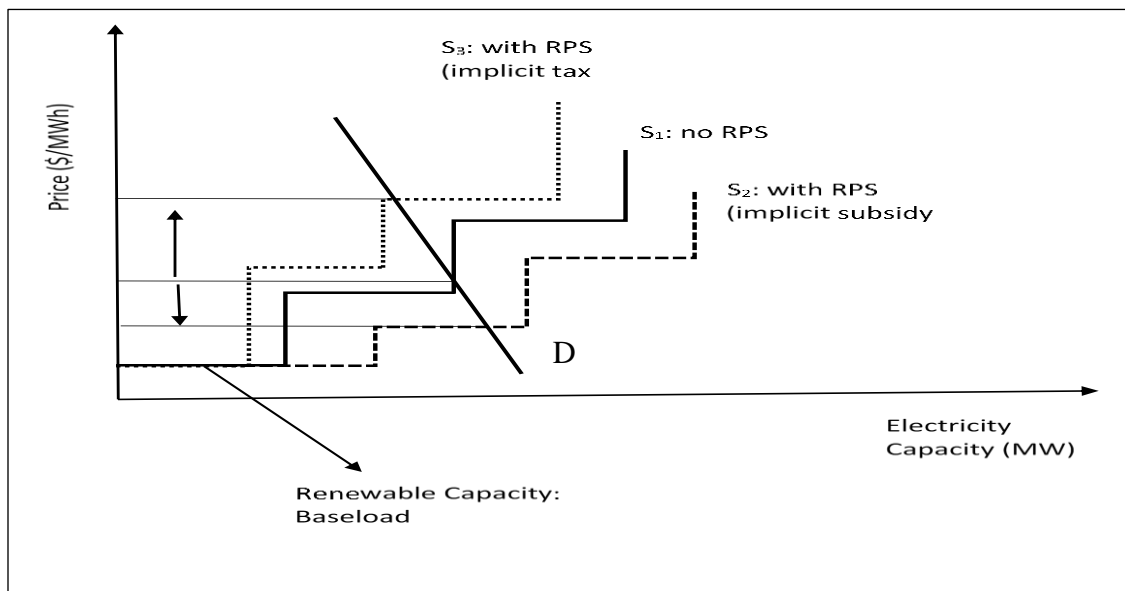 S₃: with RPS
(implicit tax
S₁: no RPS
S₂: with RPS
(implicit subsidy
Price ($/MWh)
D
Electricity
Capacity (MW)
Renewable Capacity:
Baseload